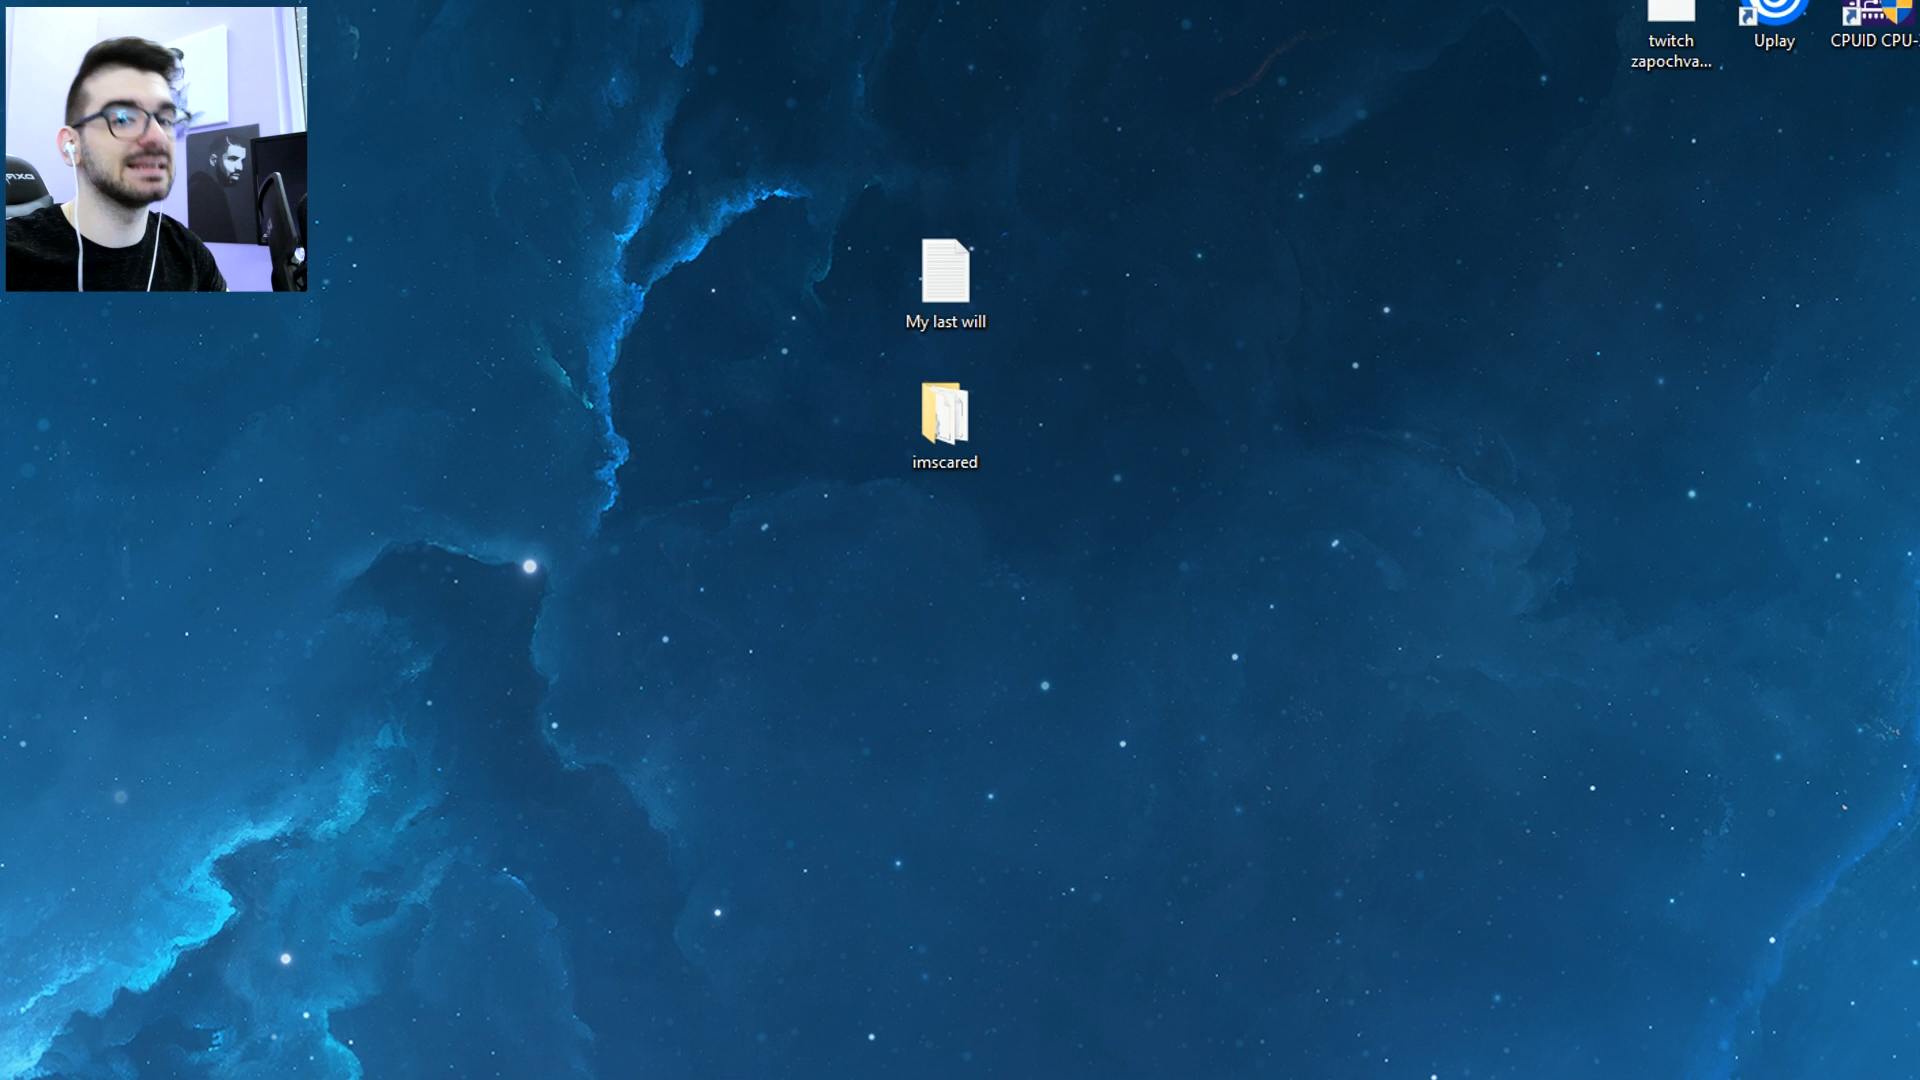 twitch
zapochva...
Uplay
CPUID CPU-
My last will
imscared